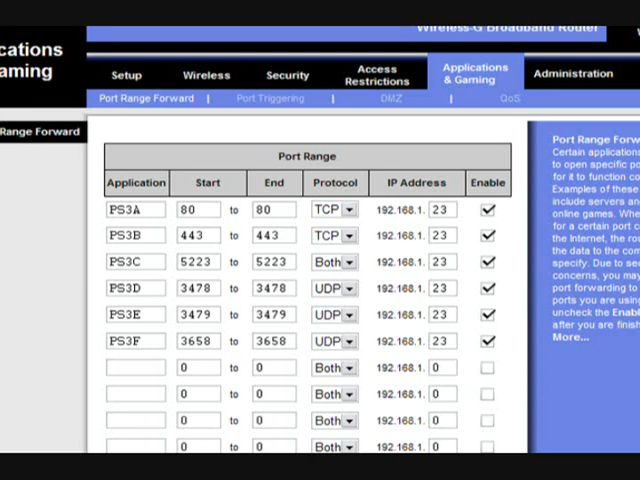 Wireless-G Broadband Router
W
cations
aming
Setup
Wireless
Security
Access Restrictions
Applications & Gaming
Administration
Port Range Forward | Port Triggering | DMZ | QoS
Range Forward
Port Range
Application Start End Protocol IP Address Enable
PS3A 80 to 80 TCP 192.168.1. 23
PS3B 443 to 443 TCP 192.168.1. 23
PS3C 5223 to 5223 Both 192.168.1. 23
PS3D 3478 to 3478 UDP 192.168.1. 23
PS3E 3479 to 3479 UDP 192.168.1. 23
PS3F 3658 to 3658 UDP 192.168.1. 23
0 to 0 Both 192.168.1. 0
0 to 0 Both 192.168.1. 0
0 to 0 Both 192.168.1. 0
0 to 0 Both 192.168.1. 0
Port Range Forw
Certain applications
to open specific po
for it to function co
Examples of these
include servers an
online games. Whe
for a certain port c
the Internet, the rou
the data to the com
specify. Due to sec
concerns, you may
port forwarding to
ports you are using
uncheck the Enabl
after you are finish
More...